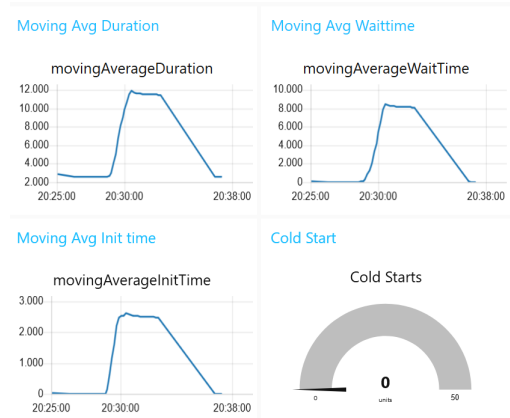 Moving Avg Duration
movingAverageDuration
12.000
10.000
8.000
6.000
4.000
2.000
20:25:00 20:30:00 20:38:00
Moving Avg Waittime
movingAverageWaitTime
10.000
8.000
6.000
4.000
2.000
0
20:25:00 20:30:00 20:38:00
Moving Avg Init time
movingAverageInitTime
3.000
2.000
1.000
0
20:25:00 20:30:00 20:38:00
Cold Start
Cold Starts
0
units
0 50